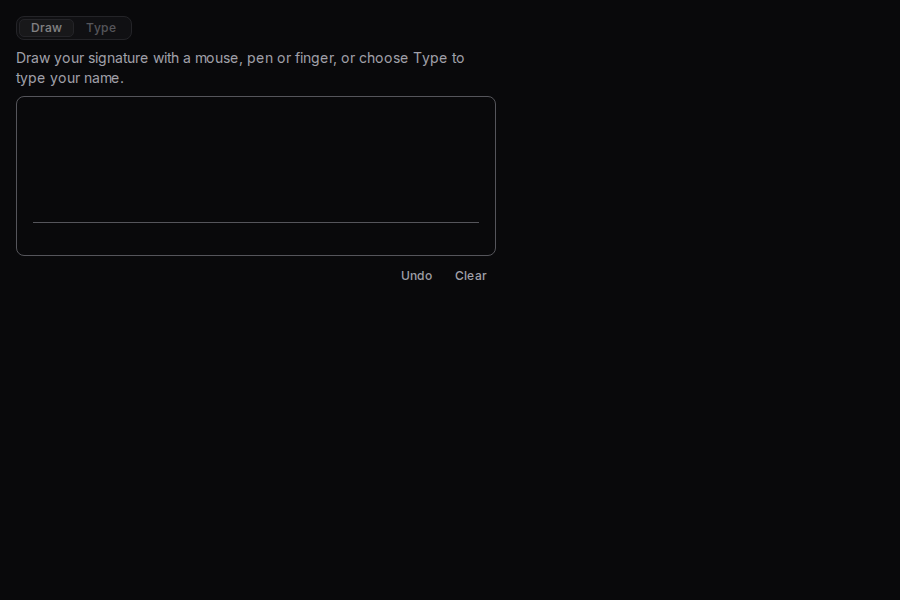 Draw Type
Draw your signature with a mouse, pen or finger, or choose Type to
type your name.
Undo Clear